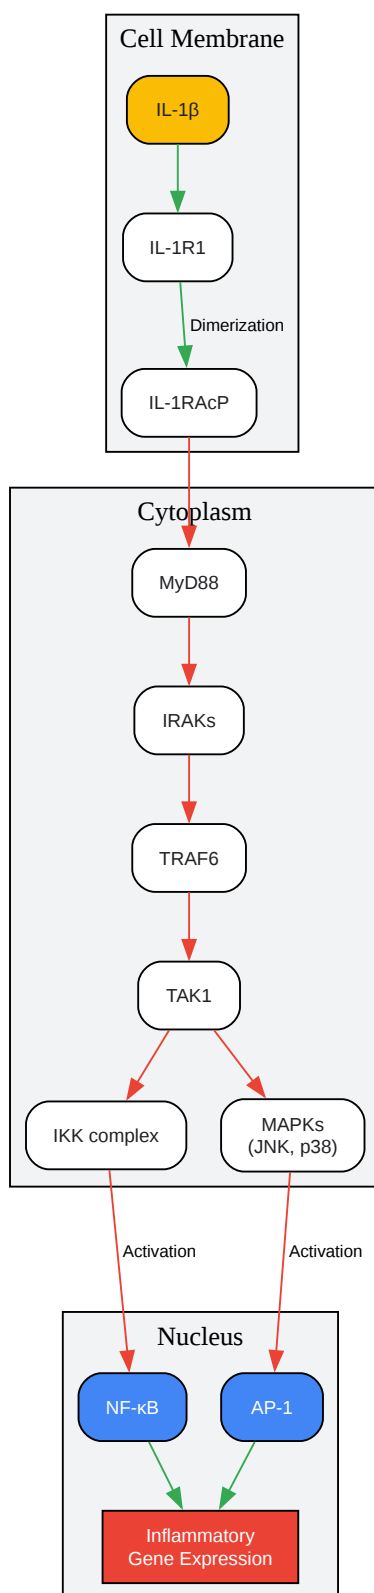 Cell Membrane
IL-1β
IL-1R1
Dimerization
IL-1RAcP
Cytoplasm
MyD88
IRAKs
TRAF6
TAK1
IKK complex
MAPKs
(JNK, p38)
Activation
Activation
Nucleus
NF-κB
AP-1
Inflammatory
Gene Expression